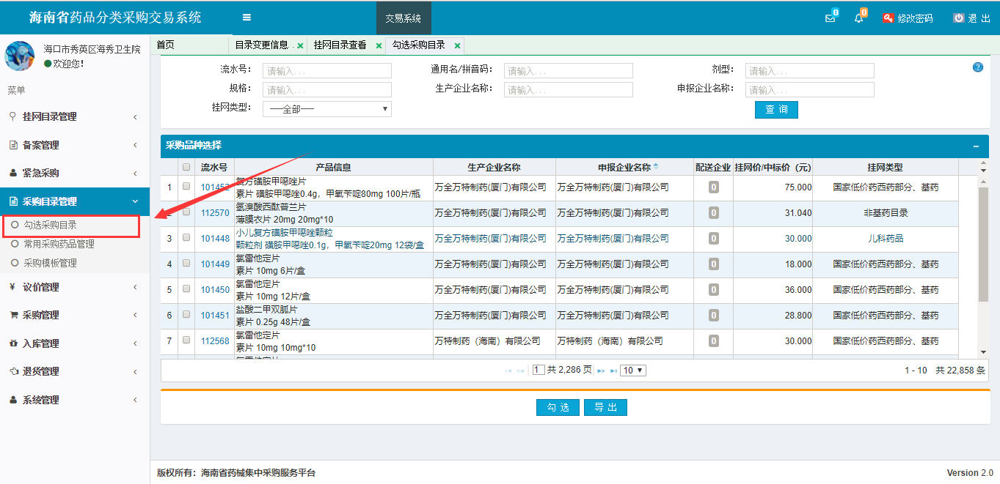 海南省药品分类采购交易系统
交易系统
0
0
修改密码
退 出
海口市秀英区海秀卫生院
欢迎您！
菜单
挂网目录管理
备案管理
紧急采购
采购目录管理
勾选采购目录
常用采购药品管理
采购模板管理
议价管理
采购管理
入库管理
退货管理
系统管理
首页
目录变更信息..
挂网目录查看
勾选采购目录
流水号： 请输入...
通用名/拼音码： 请输入...
剂型： 请输入...
规格： 请输入...
生产企业名称： 请输入...
申报企业名称： 请输入...
挂网类型： ──全部──
查 询
采购品种选择
流水号 产品信息 生产企业名称 申报企业名称 配送企业 挂网价/中标价（元） 挂网类型
1 101452 复方磺胺甲噁唑片
素片 磺胺甲噁唑0.4g，甲氧苄啶80mg 100片/瓶 万全万特制药(厦门)有限公司 万全万特制药(厦门)有限公司 0 75.000 国家低价药西药部分、基药
2 112570 氢溴酸西酞普兰片
薄膜衣片 20mg 20mg*10 万全万特制药(厦门)有限公司 万全万特制药(厦门)有限公司 0 31.040 非基药目录
3 101448 小儿复方磺胺甲噁唑颗粒
颗粒剂 磺胺甲噁唑0.1g，甲氧苄啶20mg 12袋/盒 万全万特制药(厦门)有限公司 万全万特制药(厦门)有限公司 0 30.000 儿科药品
4 101449 氯雷他定片
素片 10mg 6片/盒 万全万特制药(厦门)有限公司 万全万特制药(厦门)有限公司 0 18.000 国家低价药西药部分、基药
5 101450 氯雷他定片
素片 10mg 12片/盒 万全万特制药(厦门)有限公司 万全万特制药(厦门)有限公司 0 36.000 国家低价药西药部分、基药
6 101451 盐酸二甲双胍片
素片 0.25g 48片/盒 万全万特制药(厦门)有限公司 万全万特制药(厦门)有限公司 0 28.800 国家低价药西药部分、基药
7 112568 氯雷他定片
素片 10mg 10mg*10 万特制药（海南）有限公司 万特制药（海南）有限公司 0 30.000 国家低价药西药部分、基药
1 共 2,286 页 10
1 - 10 共 22,858 条
勾 选
导 出
版权所有：海南省药械集中采购服务平台
Version 2.0